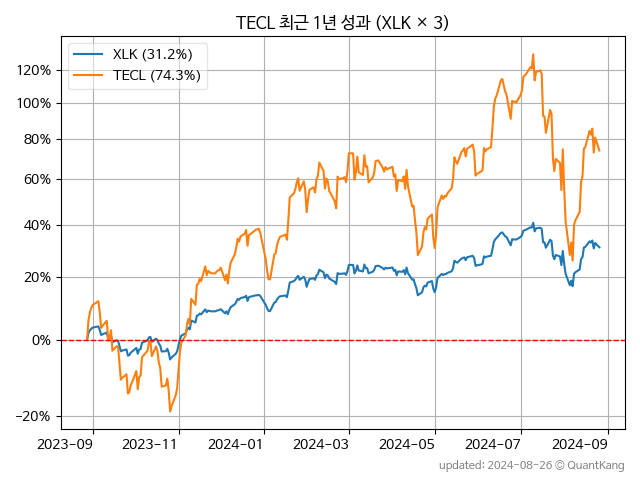 TECL 최근 1년 성과 (XLK × 3)
XLK (31.2%)
TECL (74.3%)
120%
100%
80%
60%
40%
20%
0%
−20%
2023-09 2023-11 2024-01 2024-03 2024-05 2024-07 2024-09
updated: 2024-08-26 © QuantKang